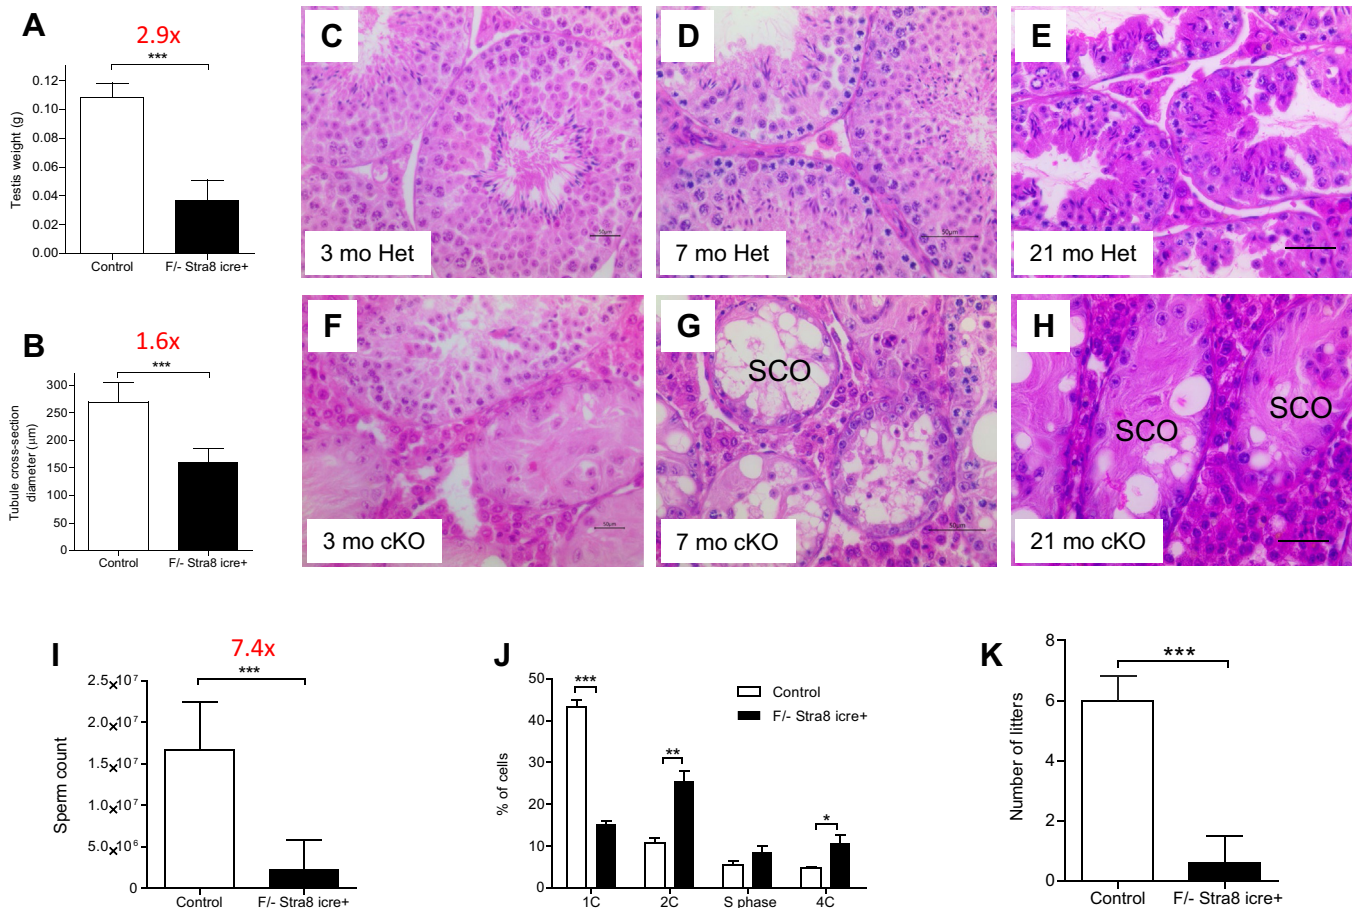 A
2.9x
***
Testis weight (g)
0.12
0.10
0.08
0.06
0.04
0.02
0.00
Control
F/- Stra8 icre+
B
1.6x
***
Tubule cross-section
diameter (μm)
300
250
200
150
100
50
0
Control
F/- Stra8 icre+
C
50μm
3 mo Het
D
50μm
7 mo Het
E
21 mo Het
F
50μm
3 mo cKO
G
SCO
50μm
7 mo cKO
H
SCO
SCO
21 mo cKO
I
7.4x
***
Sperm count
2.5×10⁷
2.0×10⁷
1.5×10⁷
1.0×10⁷
5.0×10⁶
0
Control
F/- Stra8 icre+
J
% of cells
50
40
30
20
10
0
***
**
*
Control
F/- Stra8 icre+
1C
2C
S phase
4C
K
***
Number of litters
8
6
4
2
0
Control
F/- Stra8 icre+